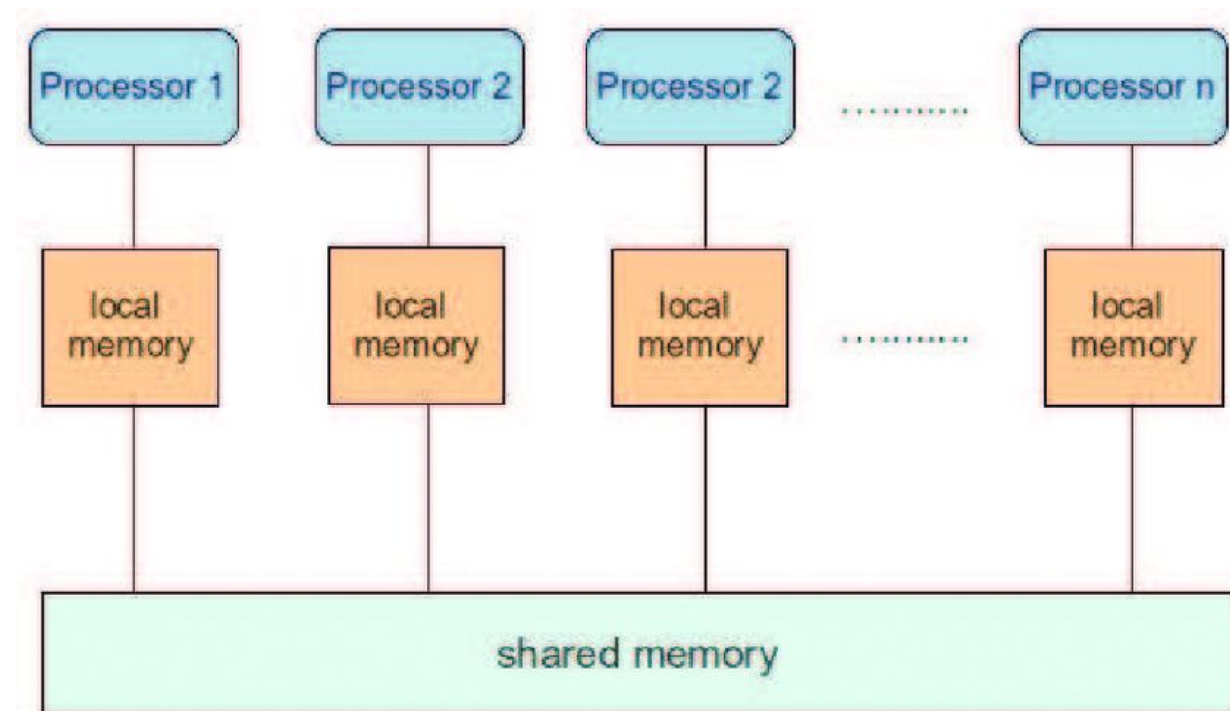 Processor 1
Processor 2
Processor 2
...........
Processor n
local
memory
local
memory
local
memory
...........
local
memory
shared memory